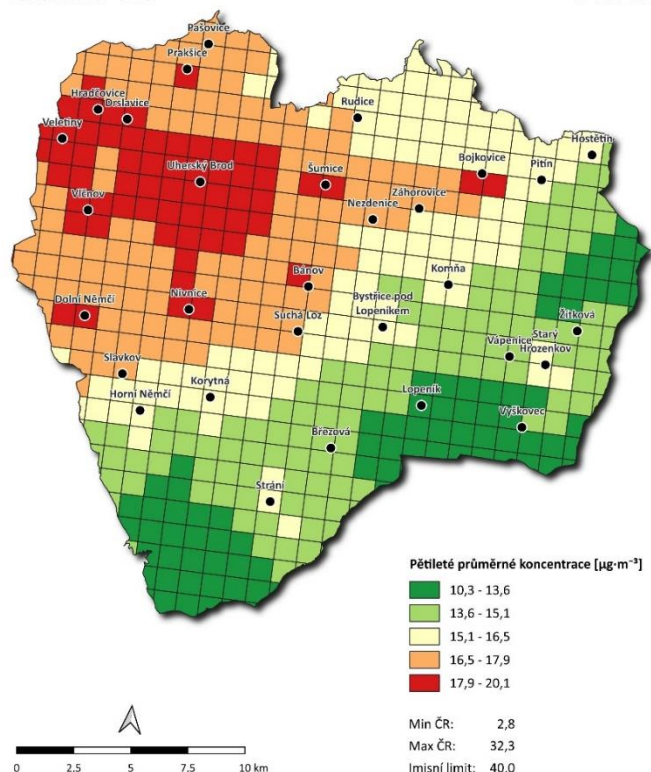 Pašovice
Prakšice
Hradčovice
Drslavice
Rudice
Veletiny
Hostětín
Uherský Brod
Šumice
Bojkovice
Pitín
Vlčnov
Záhorovice
Nezdenice
Bánov
Komňa
Dolní Němčí
Nivnice
Bystřice pod
Lopeníkem
Suchá Loz
Žítková
Starý
Hrozenkov
Vápenice
Slavkov
Korytná
Horní Němčí
Lopeník
Vyškovec
Březová
Strání
Pětileté průměrné koncentrace [µg·m⁻³]
10,3 - 13,6
13,6 - 15,1
15,1 - 16,5
16,5 - 17,9
17,9 - 20,1
Min ČR: 2,8
Max ČR: 32,3
Imisní limit: 40,0
0 2.5 5 7.5 10 km